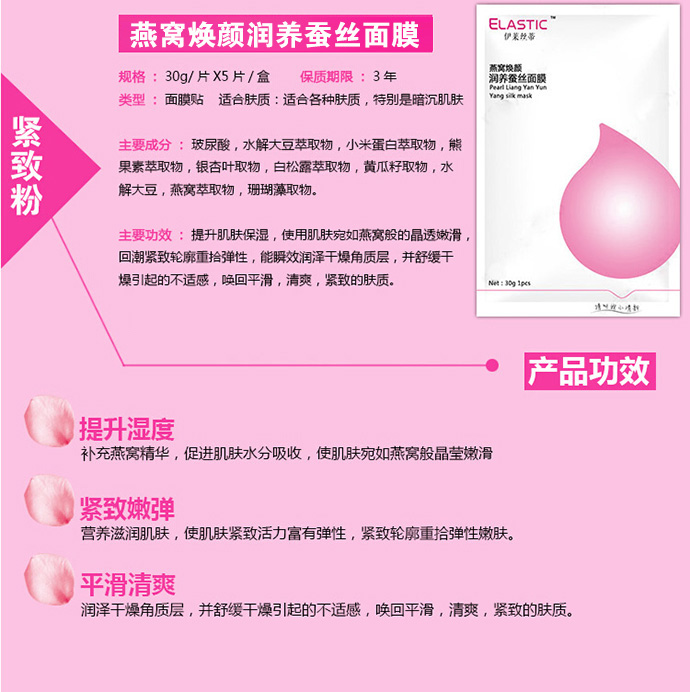 燕窝焕颜润养蚕丝面膜
规格：30g/片X5片/盒 保质期限：3年
类型：面膜贴 适合肤质：适合各种肤质，特别是暗沉肌肤
紧致粉
主要成分：玻尿酸，水解大豆萃取物，小米蛋白萃取物，熊
果素萃取物，银杏叶取物，白松露萃取物，黄瓜籽取物，水
解大豆，燕窝萃取物，珊瑚藻取物。
主要功效：提升肌肤保湿，使用肌肤宛如燕窝般的晶透嫩滑，
回潮紧致轮廓重拾弹性，能瞬效润泽干燥角质层，并舒缓干
燥引起的不适感，唤回平滑，清爽，紧致的肤质。
ELASTIC™
伊莱丝蒂
燕窝焕颜
润养蚕丝面膜
Pearl Liang Yan Yun
Yang silk mask
Net：30g 1pcs
产品功效
提升湿度
补充燕窝精华，促进肌肤水分吸收，使肌肤宛如燕窝般晶莹嫩滑
紧致嫩弹
营养滋润肌肤，使肌肤紧致活力富有弹性，紧致轮廓重拾弹性嫩肤。
平滑清爽
润泽干燥角质层，并舒缓干燥引起的不适感，唤回平滑，清爽，紧致的肤质。